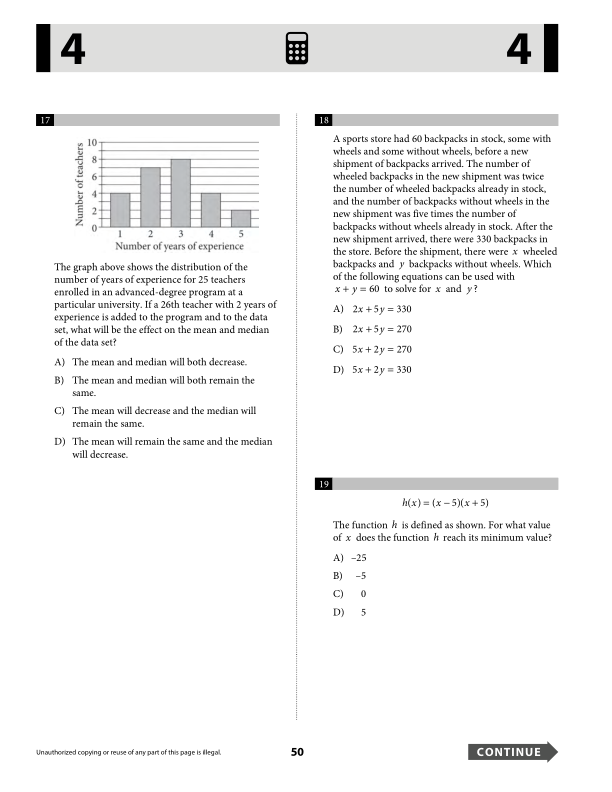 4
4
17
10
8
6
4
2
0
Number of teachers
1 2 3 4 5
Number of years of experience
The graph above shows the distribution of the
number of years of experience for 25 teachers
enrolled in an advanced-degree program at a
particular university. If a 26th teacher with 2 years of
experience is added to the program and to the data
set, what will be the effect on the mean and median
of the data set?
A) The mean and median will both decrease.
B) The mean and median will both remain the
same.
C) The mean will decrease and the median will
remain the same.
D) The mean will remain the same and the median
will decrease.
18
A sports store had 60 backpacks in stock, some with
wheels and some without wheels, before a new
shipment of backpacks arrived. The number of
wheeled backpacks in the new shipment was twice
the number of wheeled backpacks already in stock,
and the number of backpacks without wheels in the
new shipment was five times the number of
backpacks without wheels already in stock. After the
new shipment arrived, there were 330 backpacks in
the store. Before the shipment, there were x wheeled
backpacks and y backpacks without wheels. Which
of the following equations can be used with
x + y = 60 to solve for x and y?
A) 2x + 5y = 330
B) 2x + 5y = 270
C) 5x + 2y = 270
D) 5x + 2y = 330
19
h(x) = (x − 5)(x + 5)
The function h is defined as shown. For what value
of x does the function h reach its minimum value?
A) –25
B) –5
C) 0
D) 5
Unauthorized copying or reuse of any part of this page is illegal.
50
CONTINUE